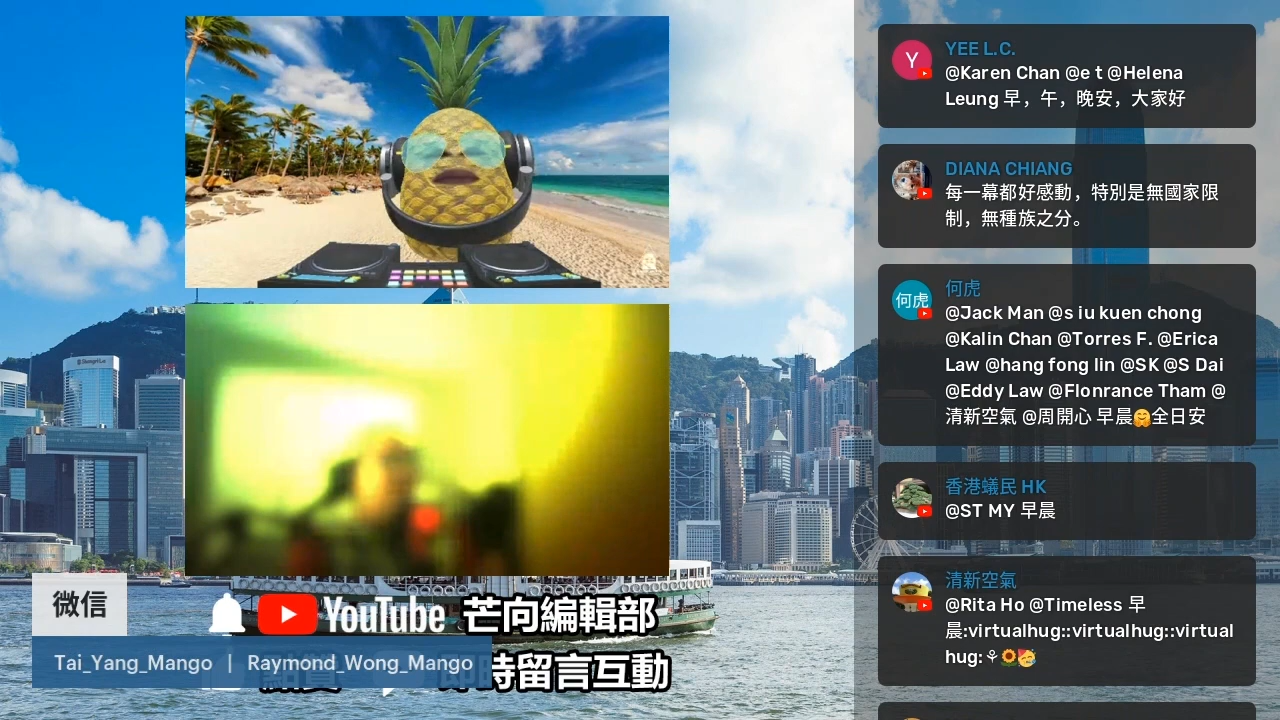 YEE L.C.
@Karen Chan @e t @Helena
Leung 早，午，晚安，大家好
DIANA CHIANG
每一幕都好感動，特別是無國家限
制，無種族之分。
何虎
何虎
@Jack Man @s iu kuen chong
@Kalin Chan @Torres F. @Erica
Law @hang fong lin @SK @S Dai
@Eddy Law @Flonrance Tham @
清新空氣 @周開心 早晨🤗全日安
香港蟻民 HK
@ST MY 早晨
清新空氣
@Rita Ho @Timeless 早
晨:virtualhug::virtualhug::virtual
hug:⚘🌻🥳
Y
Shangri-La
微信
YouTube 芒向編輯部
Tai_Yang_Mango | Raymond_Wong_Mango
即時留言互動